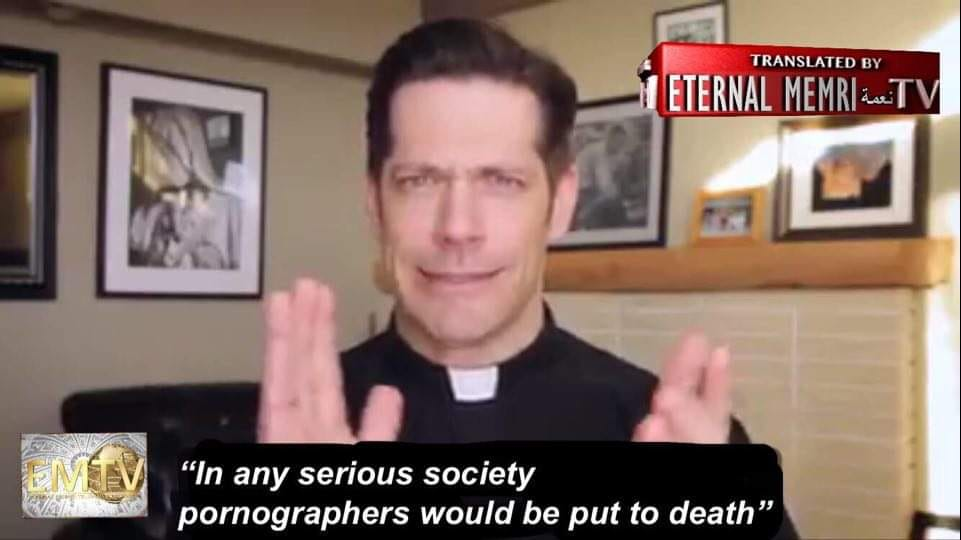 TRANSLATED BY
ETERNAL MEMRI نعمة TV
EMTV
“In any serious society
pornographers would be put to death”